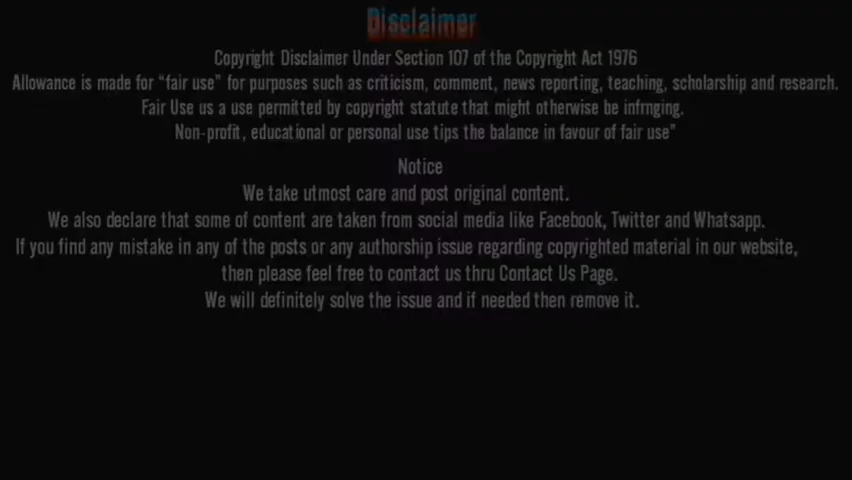 Disclaimer
Copyright Disclaimer Under Section 107 of the Copyright Act 1976
Allowance is made for “fair use” for purposes such as criticism, comment, news reporting, teaching, scholarship and research.
Fair Use us a use permitted by copyright statute that might otherwise be infrnging.
Non-profit, educational or personal use tips the balance in favour of fair use”
Notice
We take utmost care and post original content.
We also declare that some of content are taken from social media like Facebook, Twitter and Whatsapp.
If you find any mistake in any of the posts or any authorship issue regarding copyrighted material in our website,
then please feel free to contact us thru Contact Us Page.
We will definitely solve the issue and if needed then remove it.